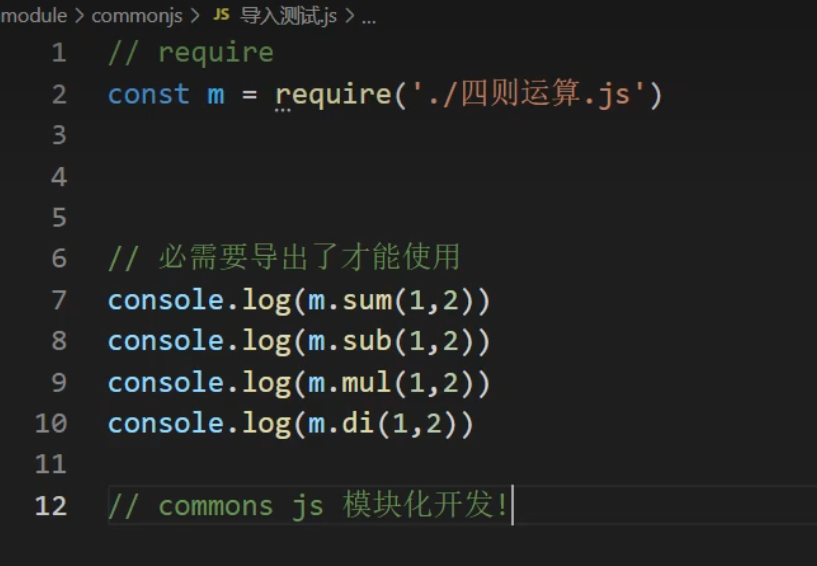 module > commonjs > JS 导入测试.js > ...
1 // require
2 const m = require('./四则运算.js')
3
4
5
6 // 必需要导出了才能使用
7 console.log(m.sum(1,2))
8 console.log(m.sub(1,2))
9 console.log(m.mul(1,2))
10 console.log(m.di(1,2))
11
12 // commons js 模块化开发!